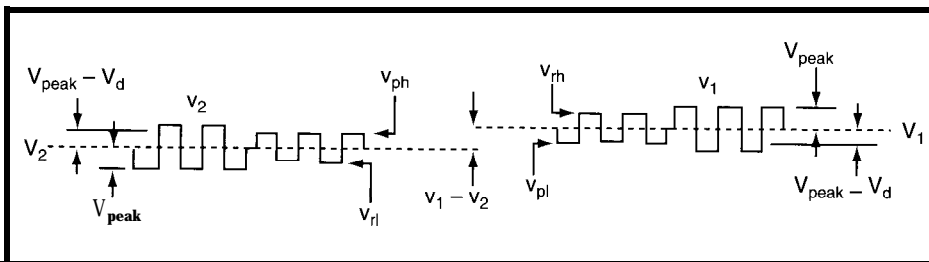 V_peak – V_d
v_2
v_ph
V_2
V_peak
v_rl
v_1 – v_2
v_rh
v_1
V_peak
V_1
v_pl
V_peak – V_d